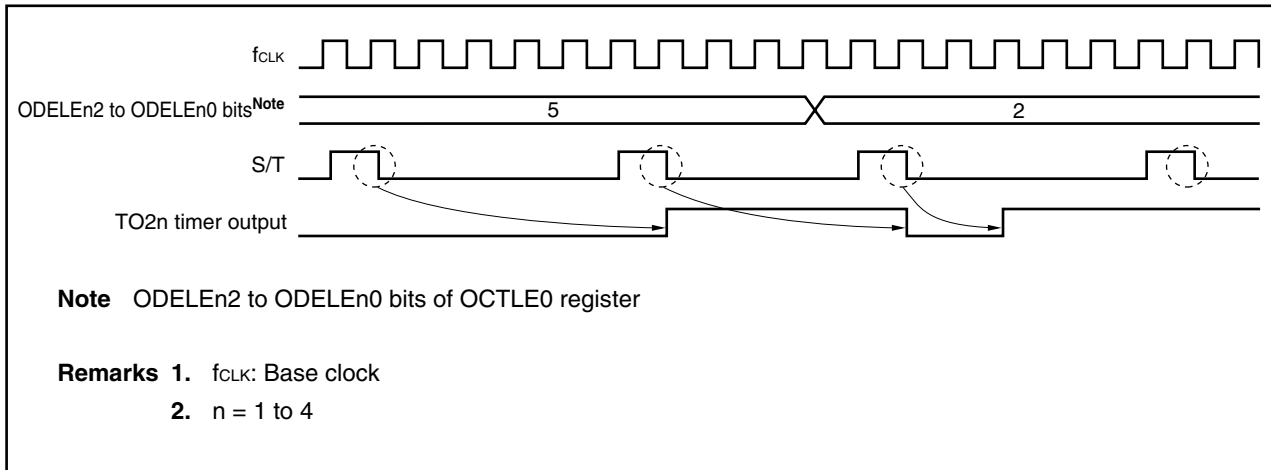 fCLK
ODELEn2 to ODELEn0 bitsNote
5
2
S/T
TO2n timer output
Note ODELEn2 to ODELEn0 bits of OCTLE0 register
Remarks 1. fCLK: Base clock
2. n = 1 to 4